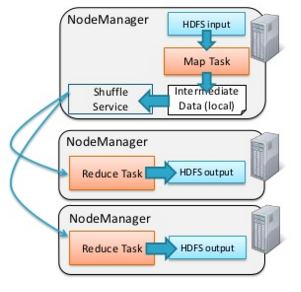 NodeManager
HDFS input
Map Task
Shuffle
Service
Intermediate
Data (local)
NodeManager
Reduce Task
HDFS output
NodeManager
Reduce Task
HDFS output